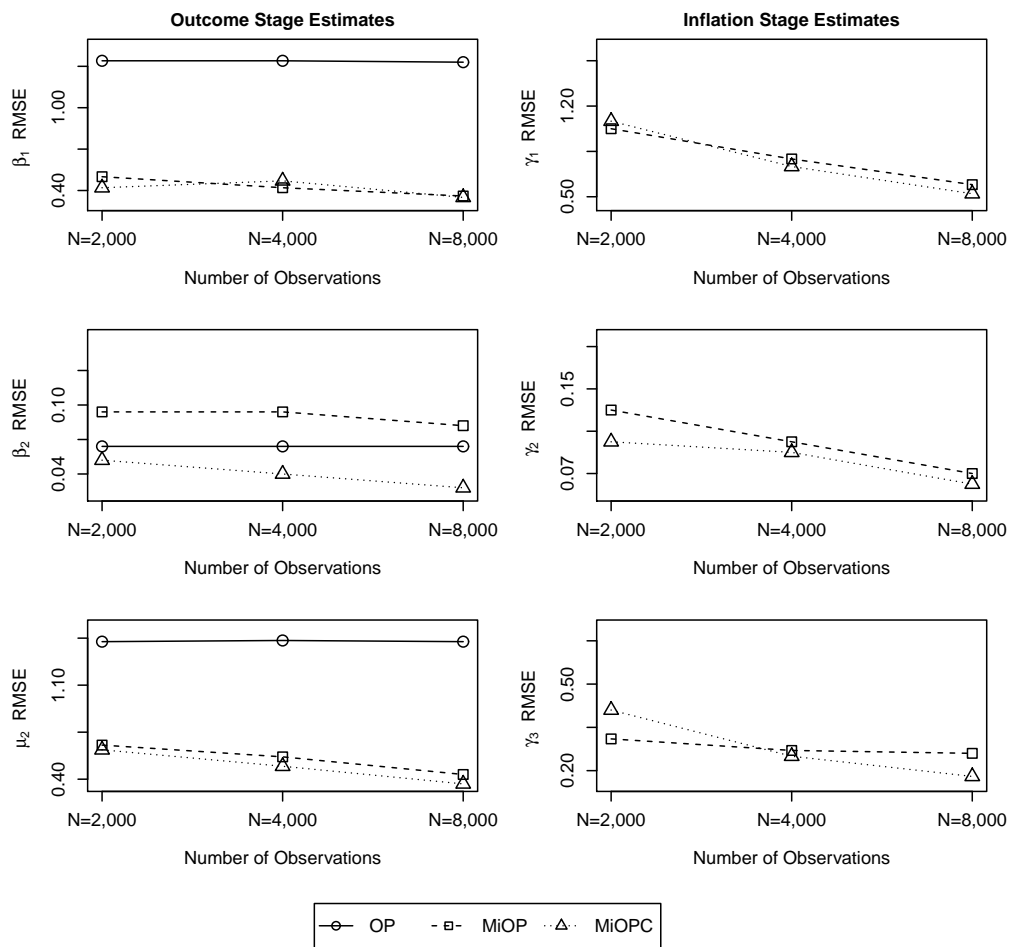 Outcome Stage Estimates
Inflation Stage Estimates
β1 RMSE
0.40 1.00
N=2,000 N=4,000 N=8,000
Number of Observations
γ1 RMSE
0.50 1.20
N=2,000 N=4,000 N=8,000
Number of Observations
β2 RMSE
0.04 0.10
N=2,000 N=4,000 N=8,000
Number of Observations
γ2 RMSE
0.07 0.15
N=2,000 N=4,000 N=8,000
Number of Observations
μ2 RMSE
0.40 1.10
N=2,000 N=4,000 N=8,000
Number of Observations
γ3 RMSE
0.20 0.50
N=2,000 N=4,000 N=8,000
Number of Observations
OP MiOP MiOPC